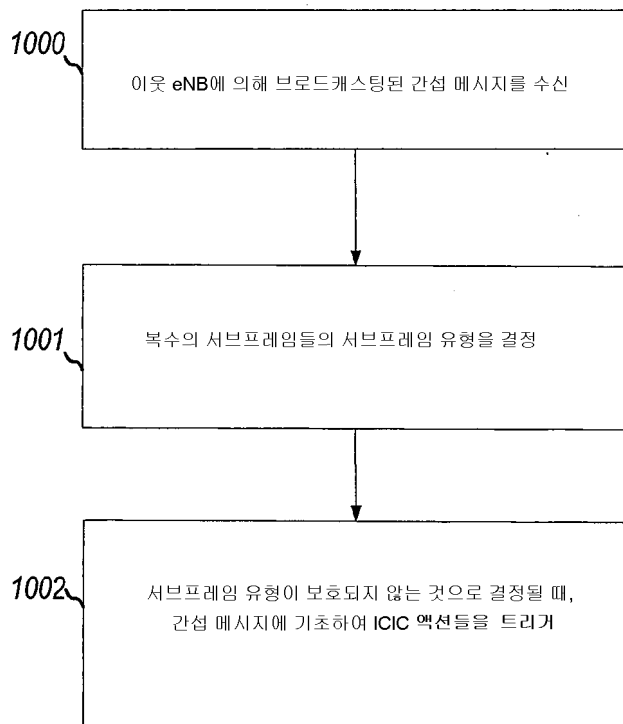 1000
이웃 eNB에 의해 브로드캐스팅된 간섭 메시지를 수신
1001
복수의 서브프레임들의 서브프레임 유형을 결정
1002
서브프레임 유형이 보호되지 않는 것으로 결정될 때,
간섭 메시지에 기초하여 ICIC 액션들을 트리거